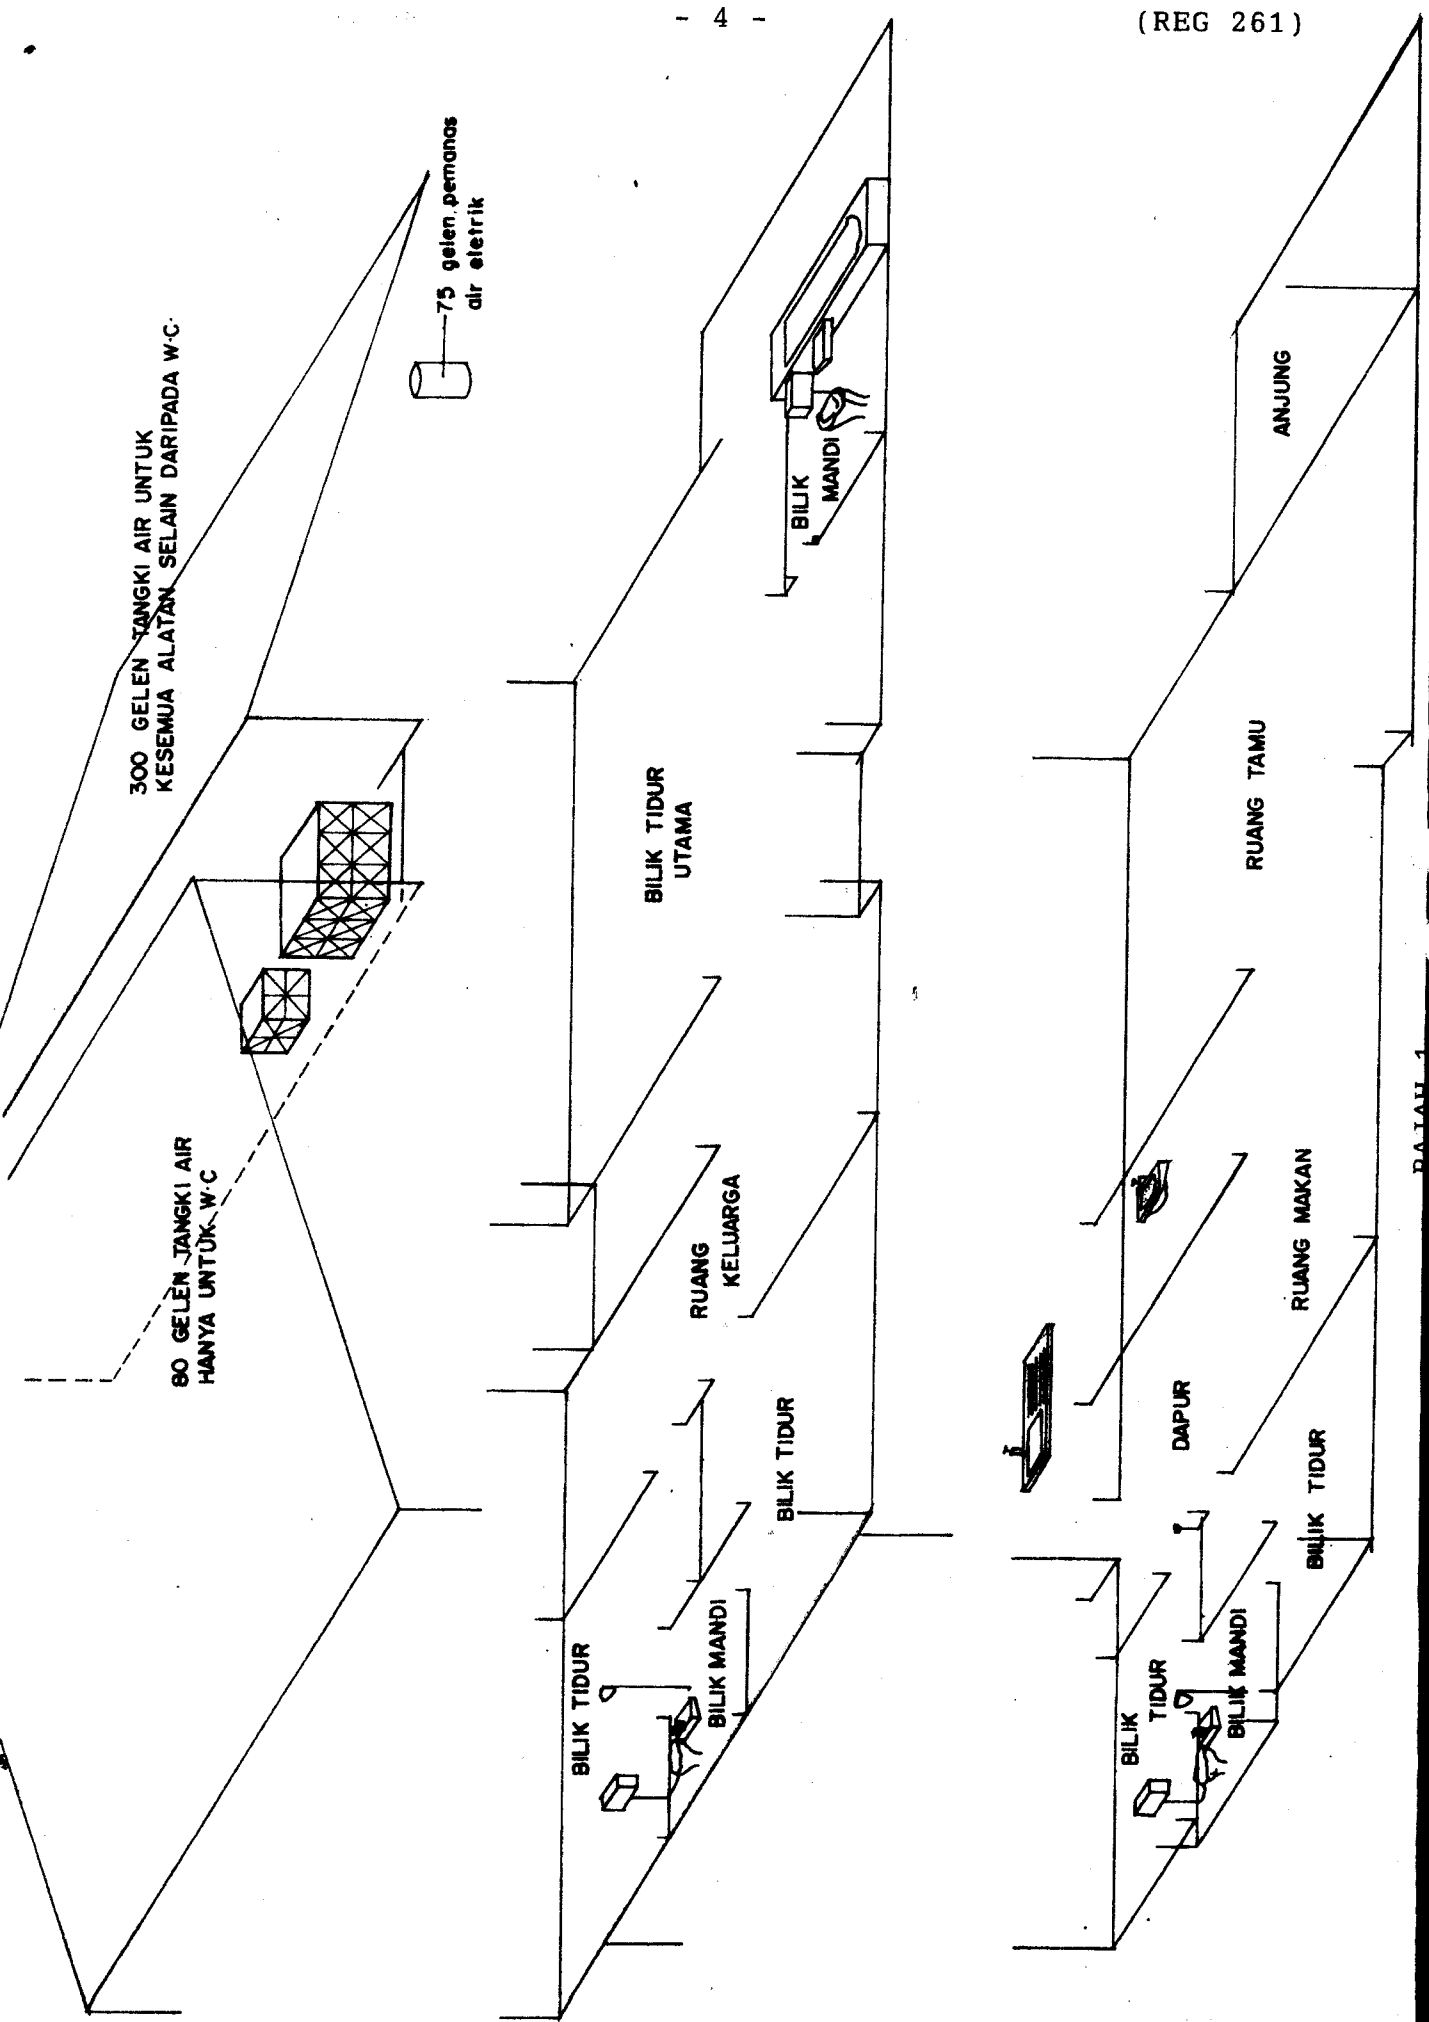 - 4 -
(REG 261)
300 GELEN TANGKI AIR UNTUK
KESEMUA ALATAN SELAIN DARIPADA W.C.
75 gelen pemanas
air eletrik
80 GELEN TANGKI AIR
HANYA UNTUK W.C
BILIK TIDUR
UTAMA
BILIK
MANDI
RUANG
KELUARGA
BILIK TIDUR
BILIK TIDUR
BILIK MANDI
ANJUNG
RUANG TAMU
RUANG MAKAN
DAPUR
BILIK TIDUR
BILIK
TIDUR
BILIK MANDI
RAJAH 1